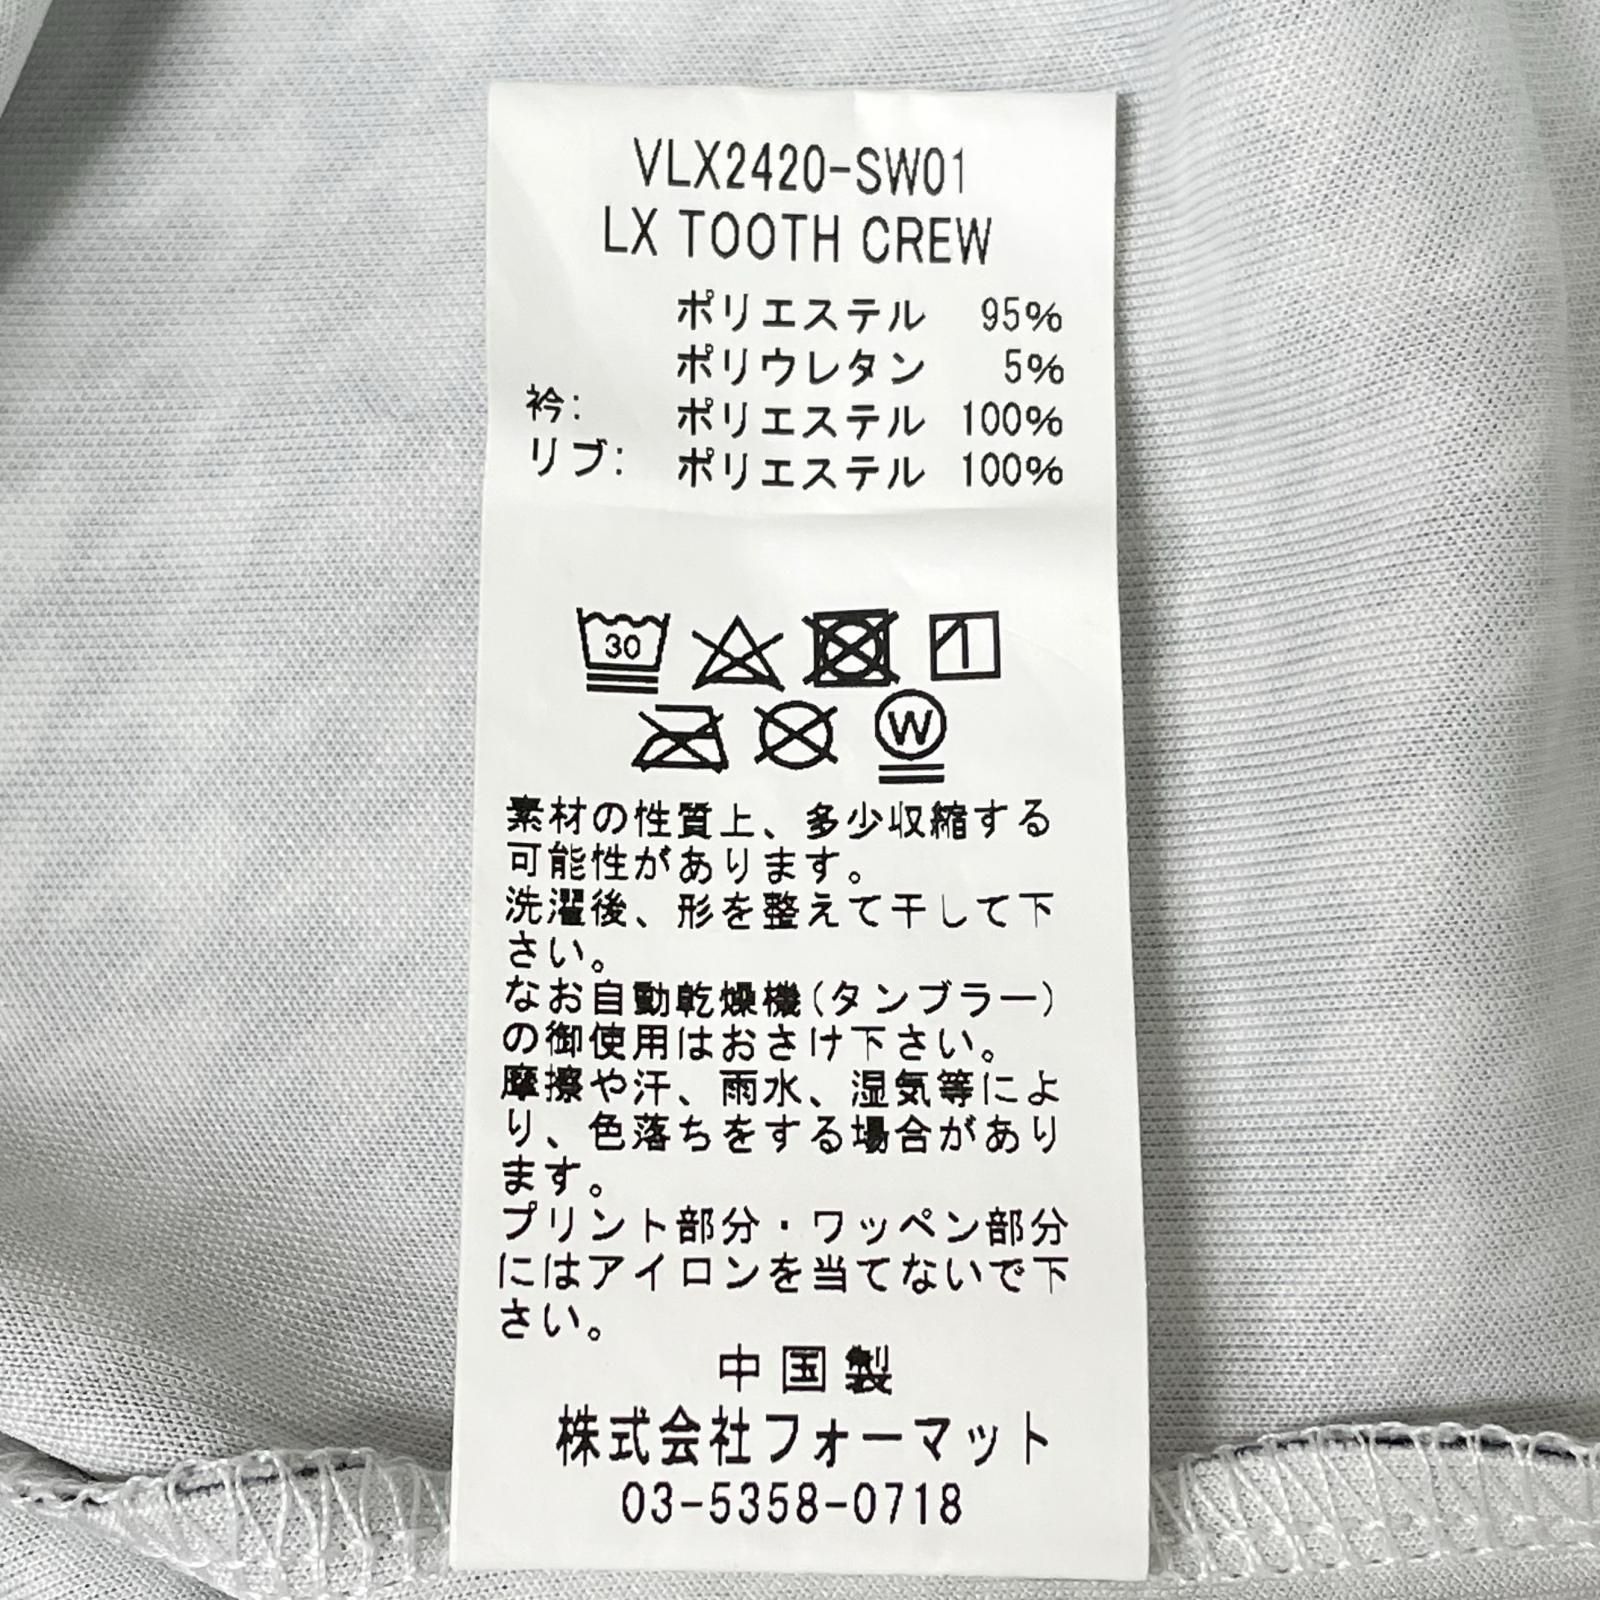 VLX2420-SW01
LX TOOTH CREW
ポリエステル 95%
ポリウレタン 5%
衿: ポリエステル 100%
リブ: ポリエステル 100%
30
W
素材の性質上、多少収縮する
可能性があります。
洗濯後、形を整えて干して下
さい。
なお自動乾燥機(タンブラー)
の御使用はおさけ下さい。
摩擦や汗、雨水、湿気等によ
り、色落ちをする場合があり
ます。
プリント部分・ワッペン部分
にはアイロンを当てないで下
さい。
中国製
株式会社フォーマット
03-5358-0718